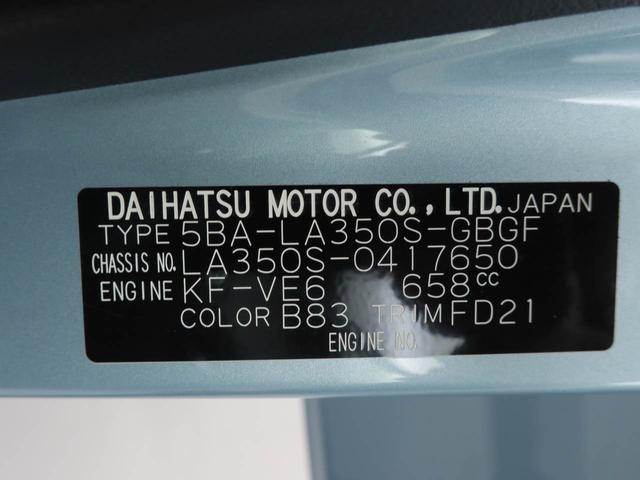 DAIHATSU MOTOR CO., LTD. JAPAN
TYPE 5BA-LA350S-GBGF
CHASSIS NO. LA350S-0417650
ENGINE KF-VE6 658cc
COLOR B83 TRIM FD21
ENGINE NO.